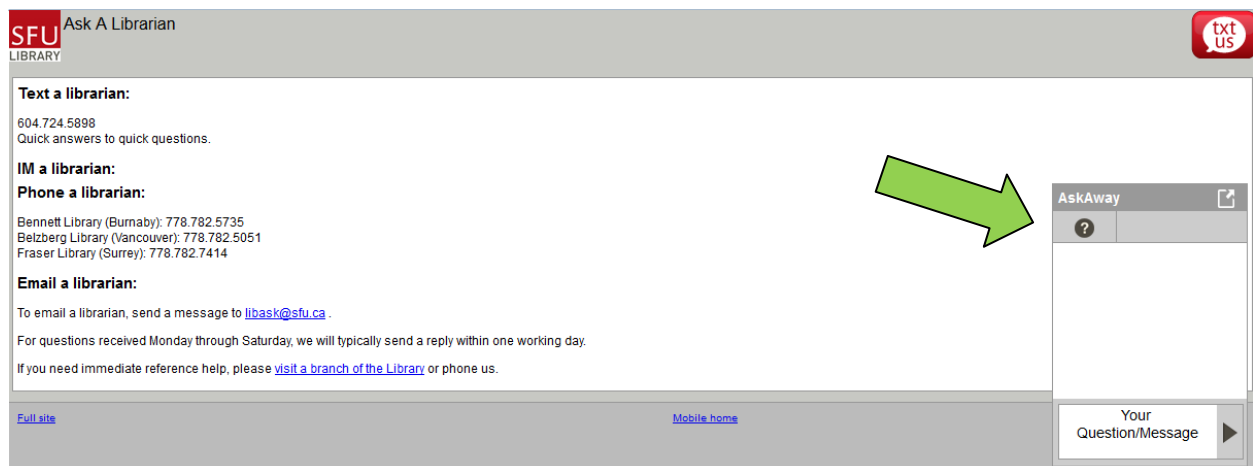 SFU
LIBRARY
Ask A Librarian
txt
us
Text a librarian:
604.724.5898
Quick answers to quick questions.
IM a librarian:
Phone a librarian:
Bennett Library (Burnaby): 778.782.5735
Belzberg Library (Vancouver): 778.782.5051
Fraser Library (Surrey): 778.782.7414
Email a librarian:
To email a librarian, send a message to libask@sfu.ca .
For questions received Monday through Saturday, we will typically send a reply within one working day.
If you need immediate reference help, please visit a branch of the Library or phone us.
AskAway
?
Your
Question/Message
Full site
Mobile home